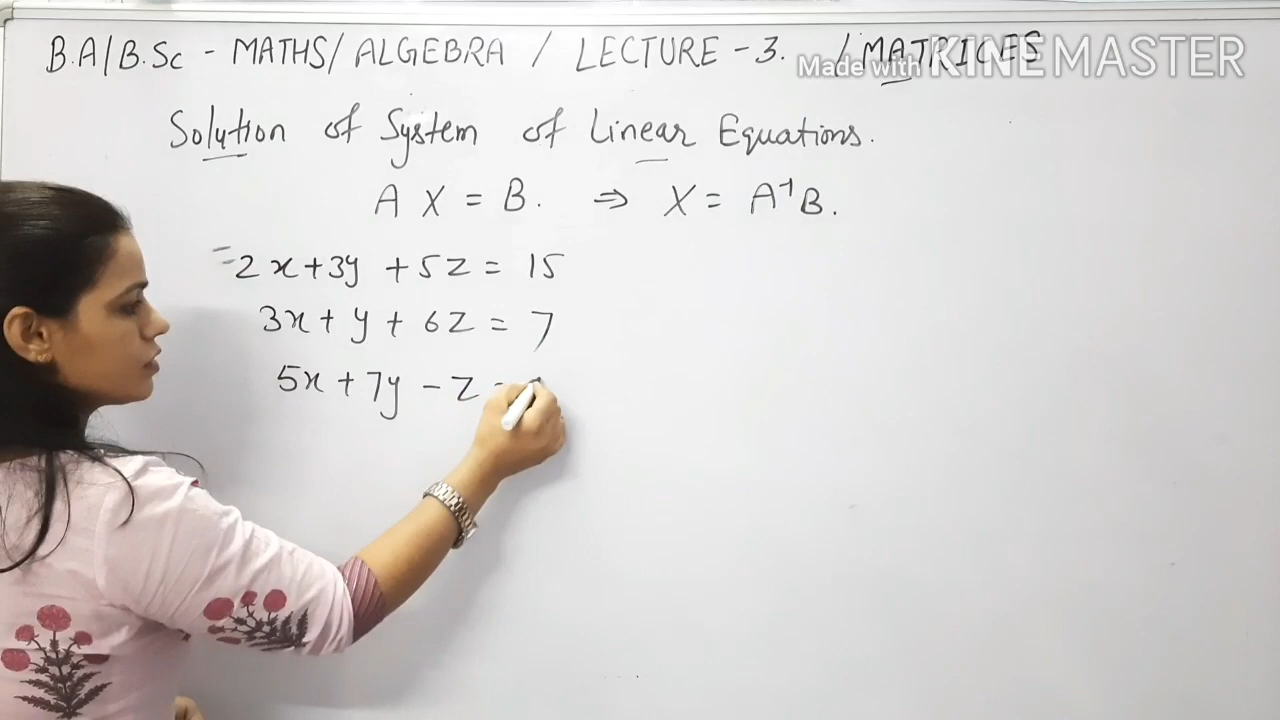 B.A/B.Sc - MATHS/ALGEBRA / LECTURE - 3. / MATRICES
Made with KINEMASTER
Solution of System of Linear Equations.
A X = B. ⇒ X = A⁻¹B.
2x+3y+5z = 15
3x+y+6z = 7
5x+7y-z